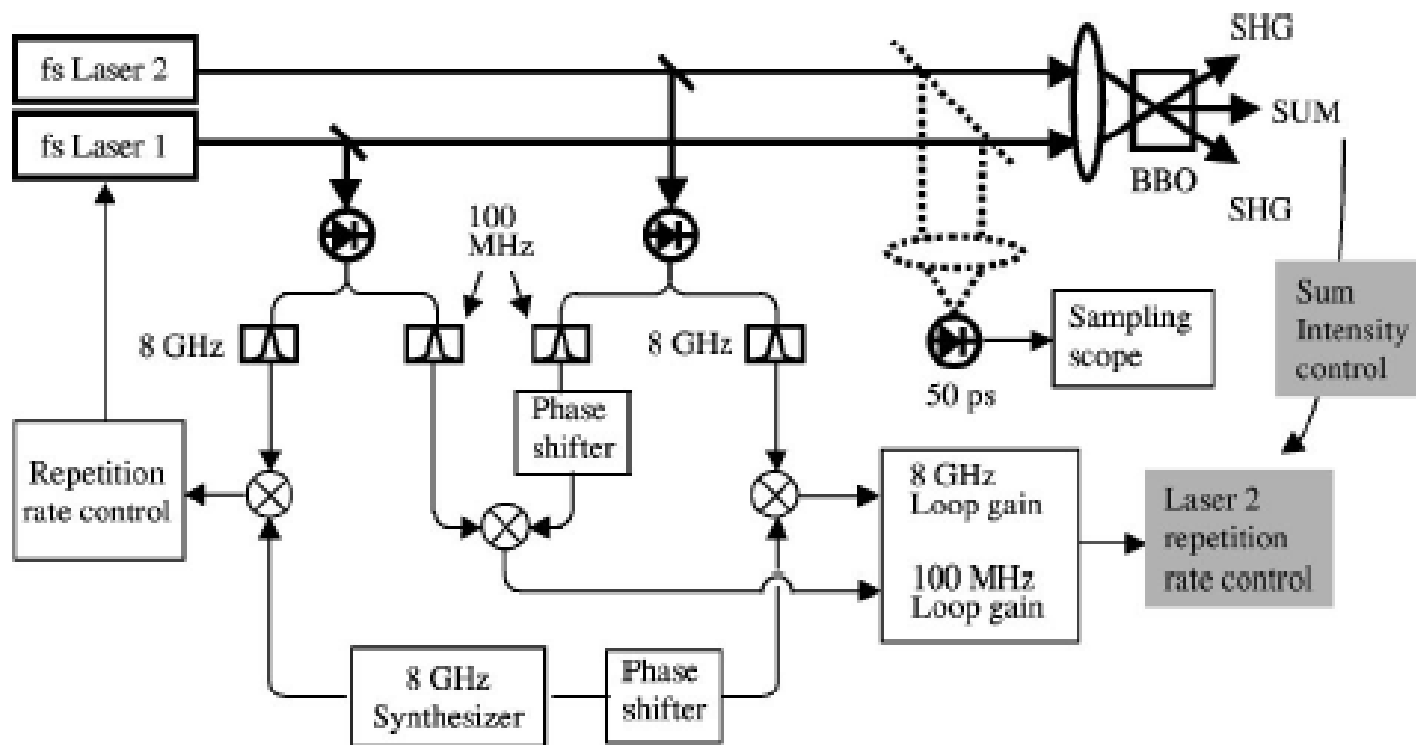 fs Laser 2
fs Laser 1
SHG
SUM
BBO
SHG
100
MHz
8 GHz
8 GHz
Sampling
scope
50 ps
Sum
Intensity
control
Phase
shifter
Repetition
rate control
8 GHz
Loop gain
100 MHz
Loop gain
Laser 2
repetition
rate control
8 GHz
Synthesizer
Phase
shifter